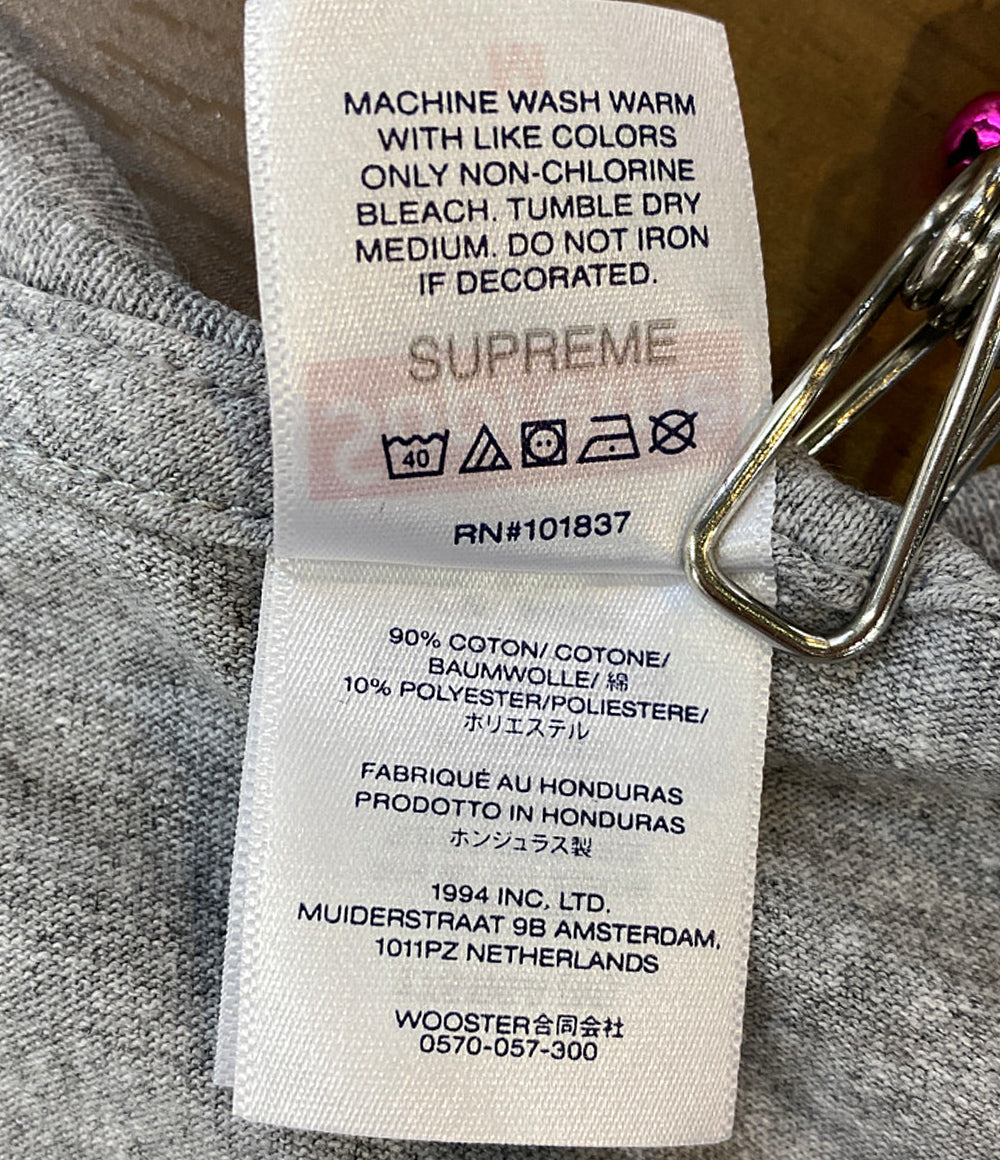 MACHINE WASH WARM
WITH LIKE COLORS
ONLY NON-CHLORINE
BLEACH. TUMBLE DRY
MEDIUM. DO NOT IRON
IF DECORATED.
SUPREME
40
RN#101837
90% COTON/ COTONE/
BAUMWOLLE/ 綿
10% POLYESTER/POLIESTERE/
ポリエステル
FABRIQUÉ AU HONDURAS
PRODOTTO IN HONDURAS
ホンジュラス製
1994 INC, LTD.
MUIDERSTRAAT 9B AMSTERDAM,
1011PZ NETHERLANDS
WOOSTER合同会社
0570-057-300